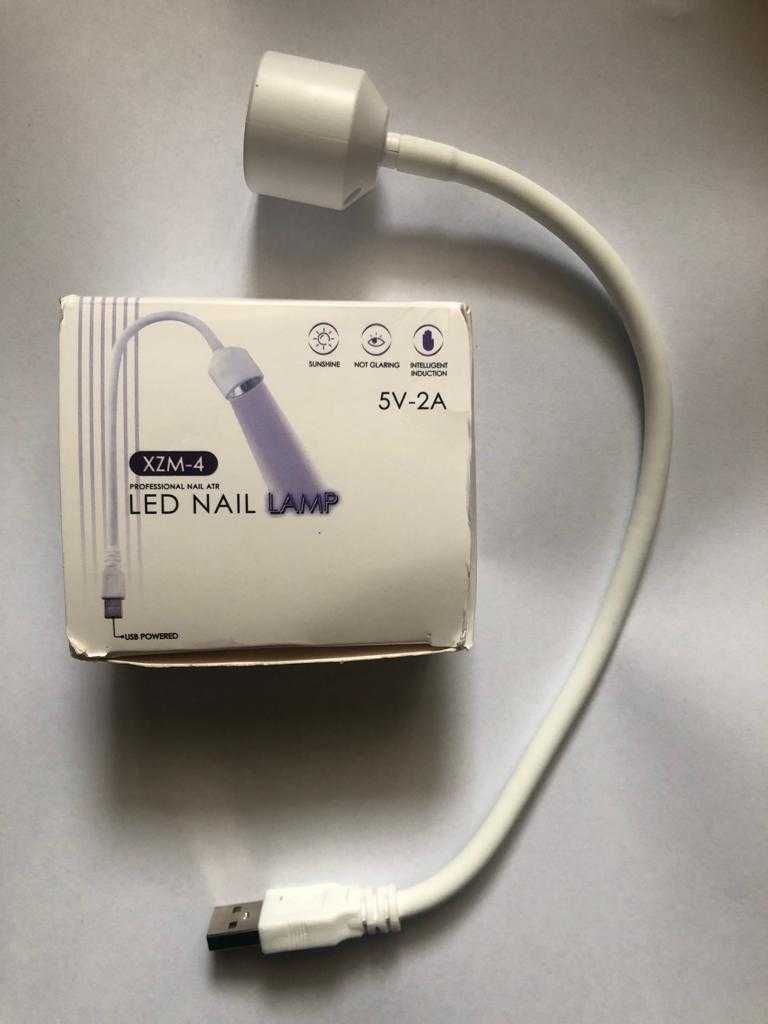 SUNSHINE
NOT GLARING
INTELLIGENT
INDUCTION
5V-2A
XZM-4
PROFESSIONAL NAIL ATR
LED NAIL LAMP
USB POWERED